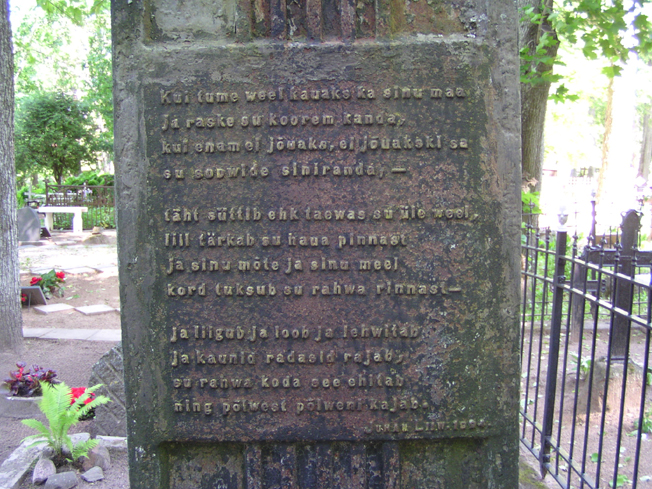 Kui tume weel kauaks ka sinu maa
ja raske su koorem kanda,
kui enam ei jõuaks, ei jõuakski sa
su soowide siniranda, —
täht süttib ehk taewas su üle weel,
liil tärkab su haua pinnast
ja sinu mõte ja sinu meel
kord tuksub su rahwa rinnast —
ja liigub ja loob ja lehwitab
ja kaunid radasid rajab,
su rahwa koda see ehitab
ning põlwest põlweni kajab.
JUHAN LIIW.